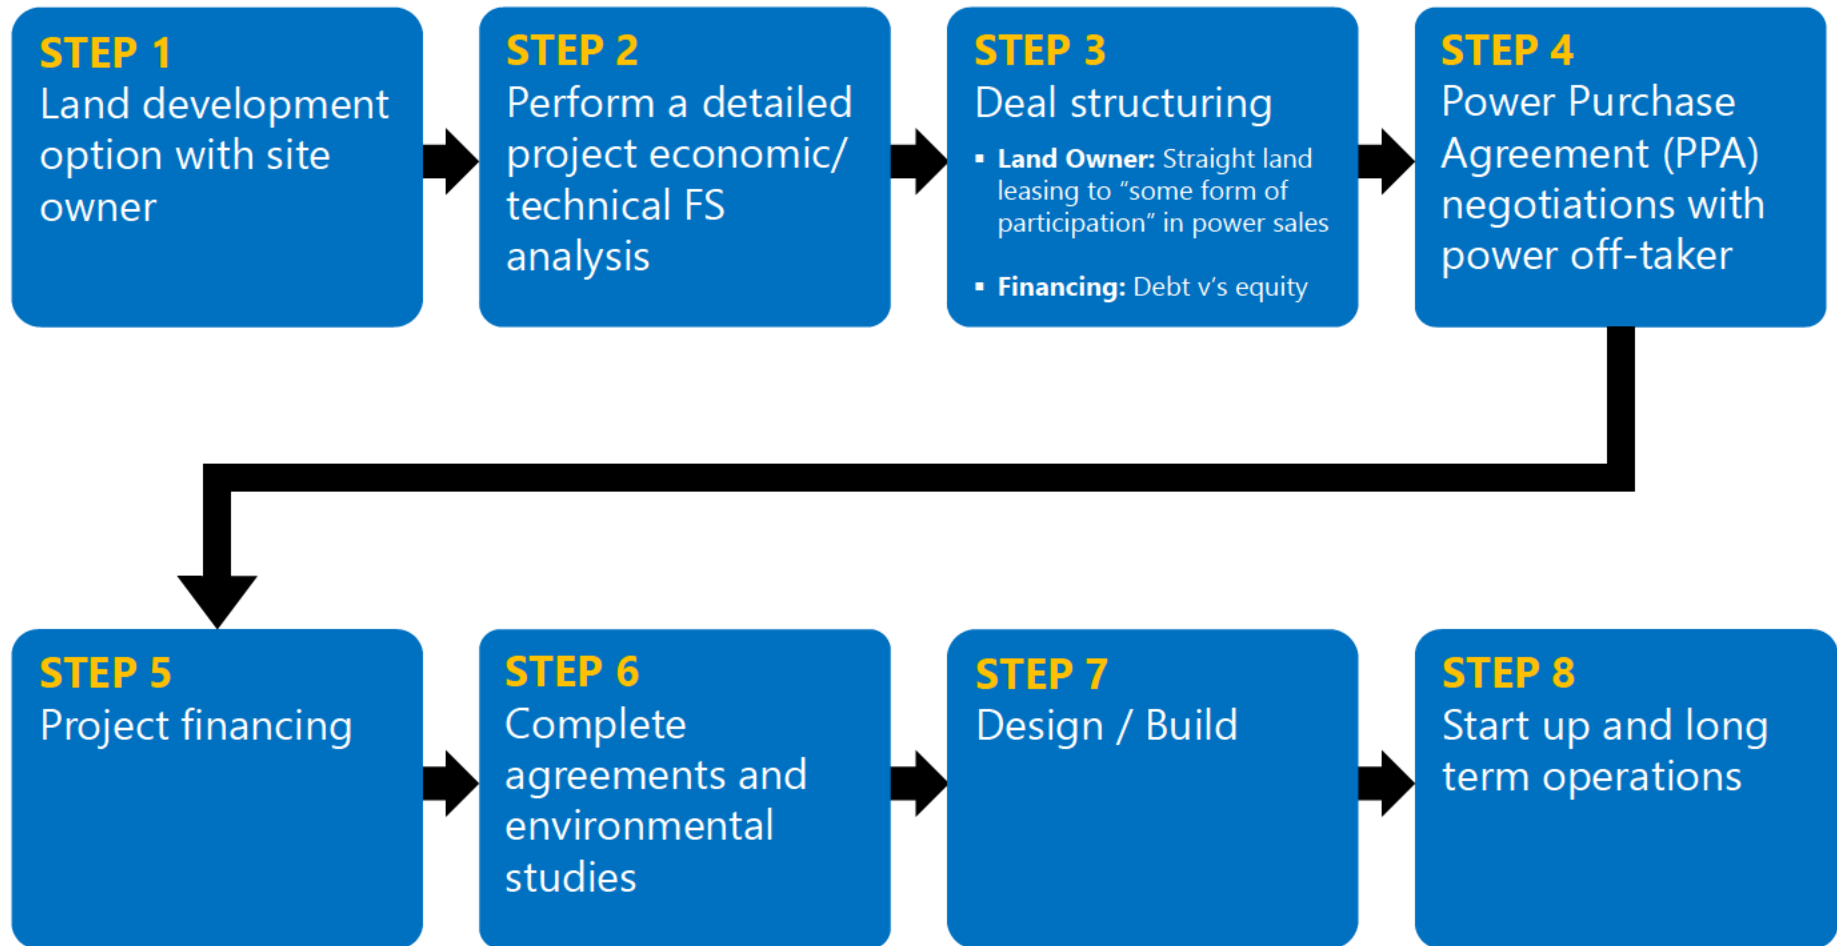 STEP 1
Land development
option with site
owner
STEP 2
Perform a detailed
project economic/
technical FS
analysis
STEP 3
Deal structuring
▪ Land Owner: Straight land
leasing to “some form of
participation” in power sales
▪ Financing: Debt v’s equity
STEP 4
Power Purchase
Agreement (PPA)
negotiations with
power off-taker
STEP 5
Project financing
STEP 6
Complete
agreements and
environmental
studies
STEP 7
Design / Build
STEP 8
Start up and long
term operations